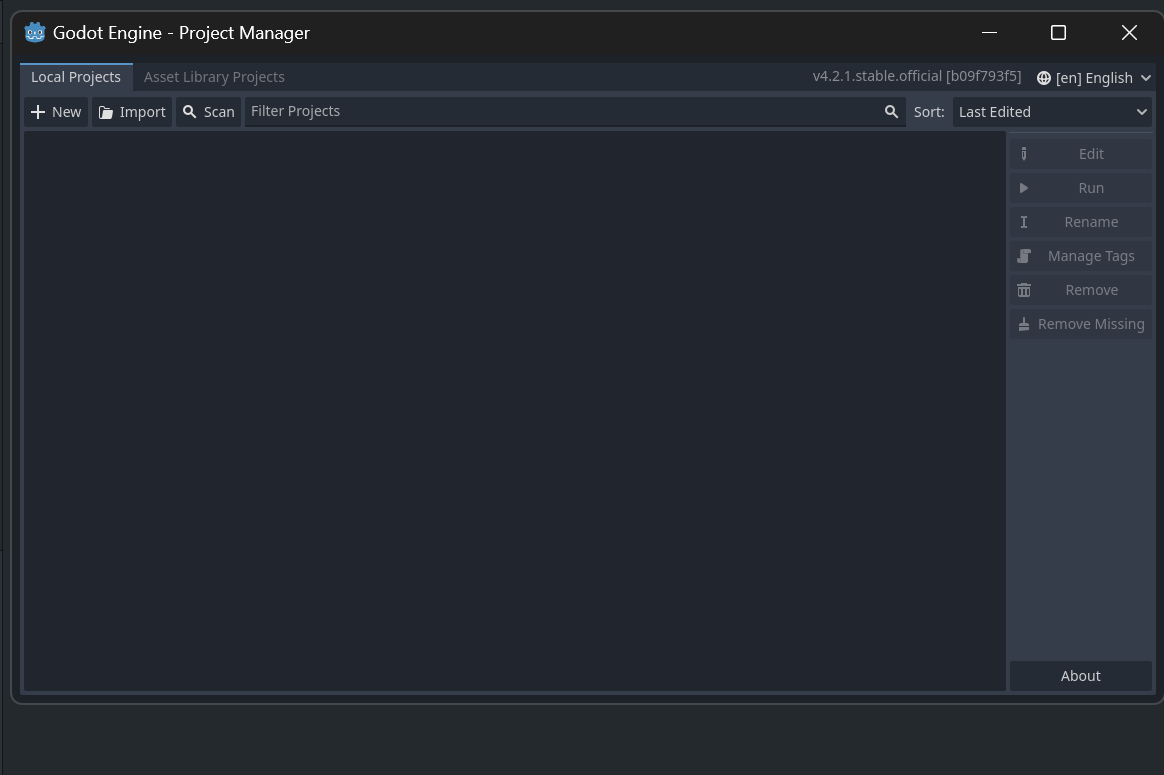 Godot Engine - Project Manager
Local Projects Asset Library Projects v4.2.1.stable.official [b09f793f5] [en] English
New Import Scan Filter Projects Sort: Last Edited
Edit
Run
Rename
Manage Tags
Remove
Remove Missing
About